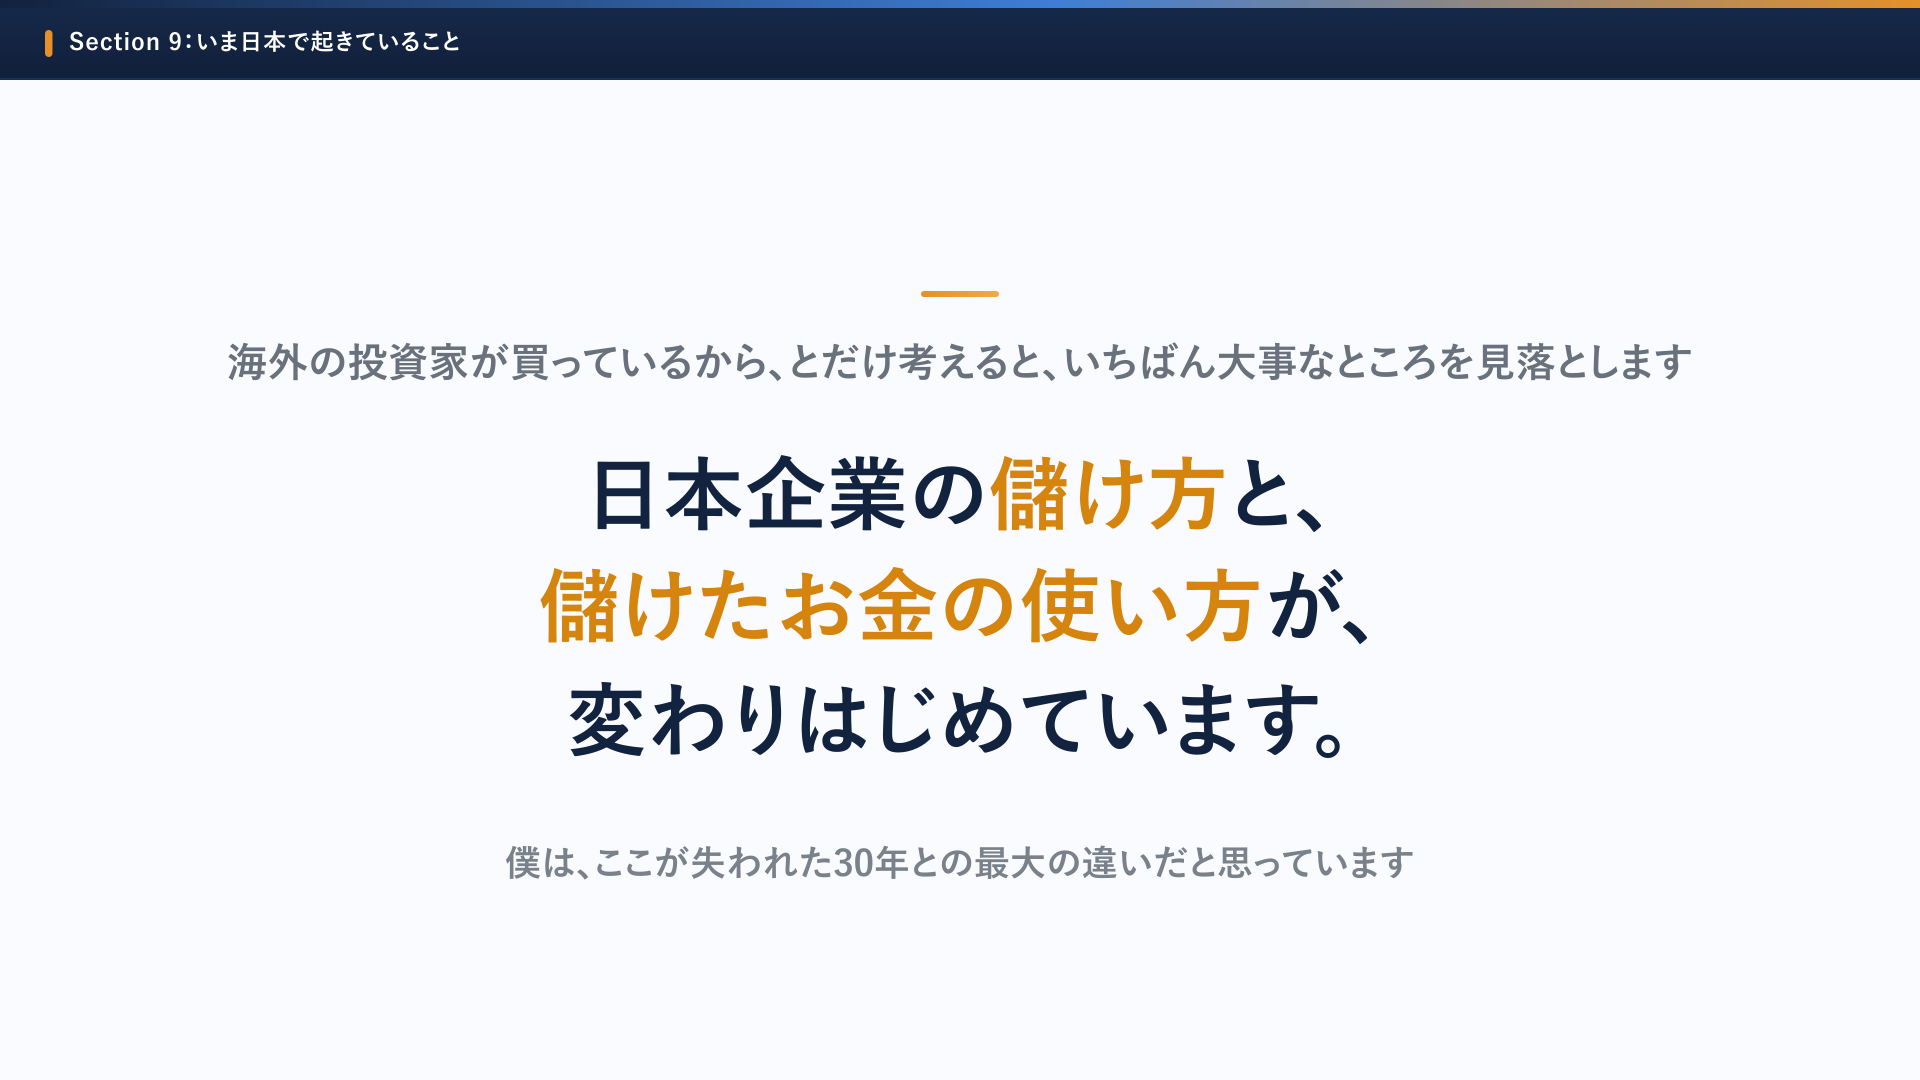 Section 9：いま日本で起きていること
海外の投資家が買っているから、とだけ考えると、いちばん大事なところを見落とします
日本企業の儲け方と、
儲けたお金の使い方が、
変わりはじめています。
僕は、ここが失われた30年との最大の違いだと思っています